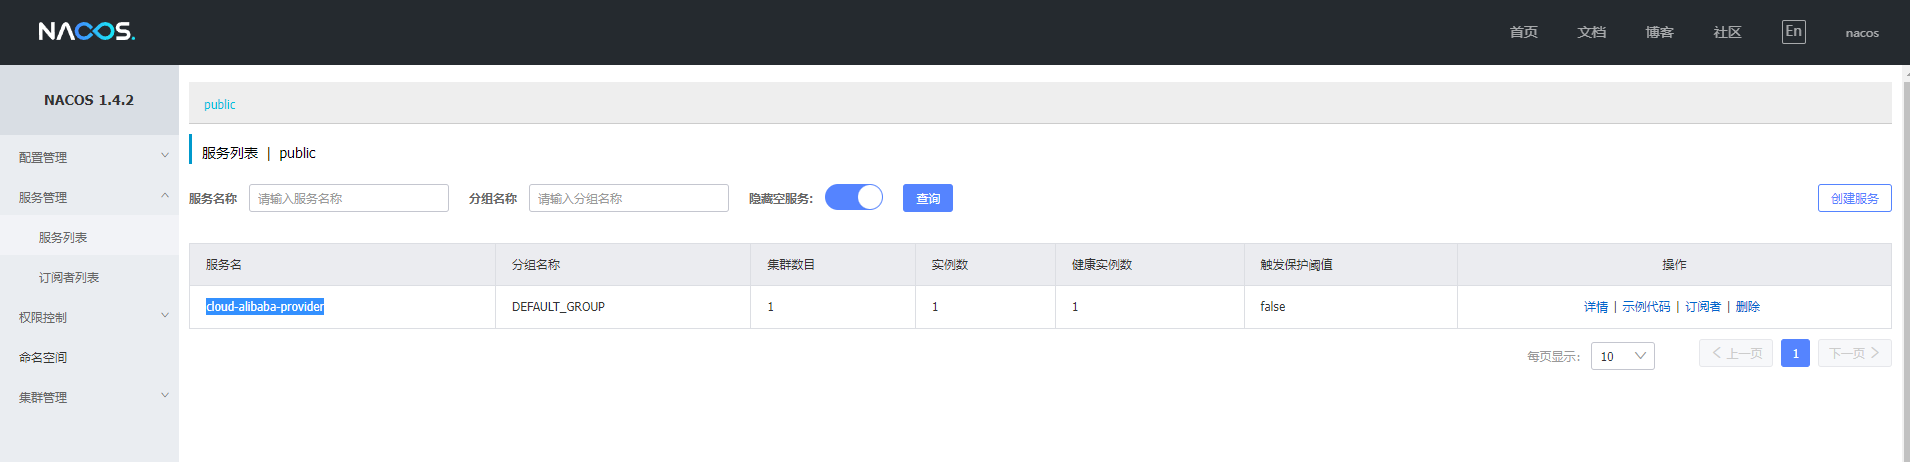 NACOS.
首页 文档 博客 社区 En nacos
NACOS 1.4.2
配置管理
服务管理
服务列表
订阅者列表
权限控制
命名空间
集群管理
public
服务列表 | public
服务名称 请输入服务名称 分组名称 请输入分组名称 隐藏空服务: 查询 创建服务
服务名 分组名称 集群数目 实例数 健康实例数 触发保护阈值 操作
cloud-alibaba-provider DEFAULT_GROUP 1 1 1 false 详情 | 示例代码 | 订阅者 | 删除
每页显示: 10 上一页 1 下一页